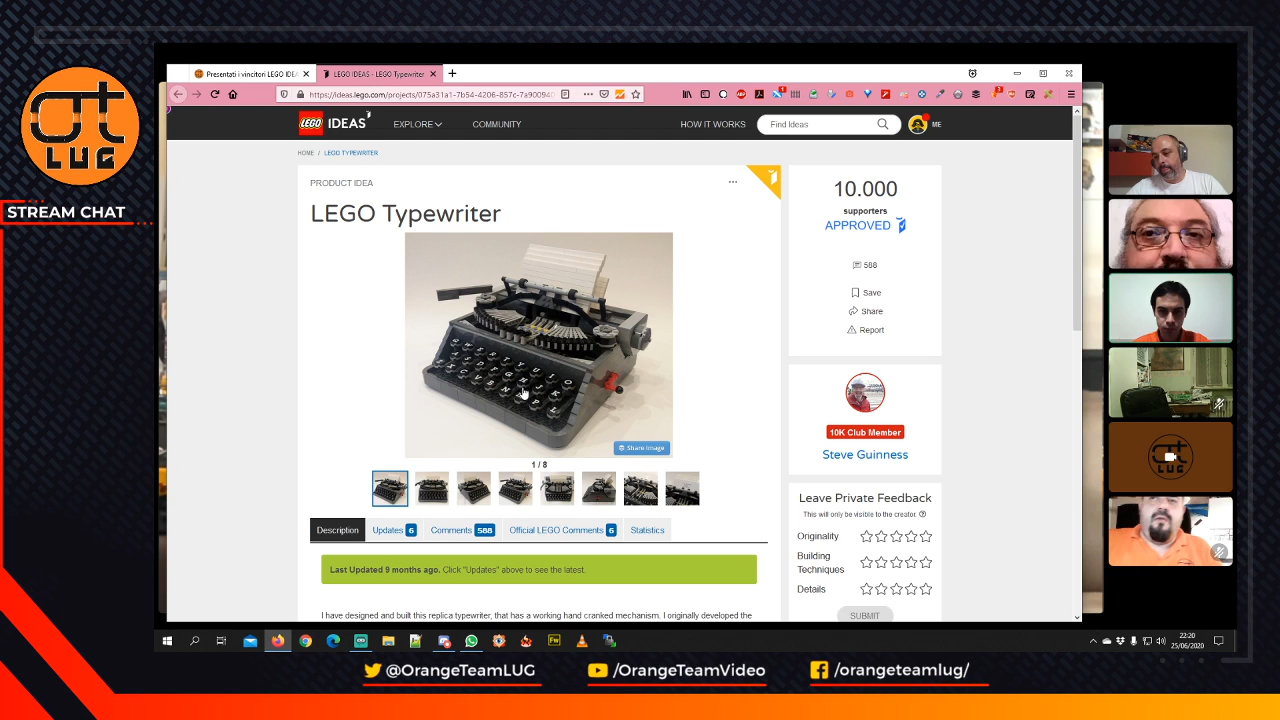 LUG
STREAM CHAT
Presentati i vincitori LEGO IDEA
LEGO IDEAS - LEGO Typewriter
https://ideas.lego.com/projects/075a31a1-7b54-4206-857c-7a900940
LEGO IDEAS
EXPLORE
COMMUNITY
HOW IT WORKS
Find Ideas
ME
HOME / LEGO TYPEWRITER
PRODUCT IDEA
LEGO Typewriter
Share Image
1 / 8
Description
Updates 6
Comments 588
Official LEGO Comments 6
Statistics
Last Updated 9 months ago. Click "Updates" above to see the latest.
I have designed and built this replica typewriter, that has a working hand cranked mechanism. I originally developed the
10.000
supporters
APPROVED
588
Save
Share
Report
10K Club Member
Steve Guinness
Leave Private Feedback
This will only be visible to the creator.
Originality
Building
Techniques
Details
SUBMIT
LUG
22:20
25/06/2020
@OrangeTeamLUG
/OrangeTeamVideo
/orangeteamlug/